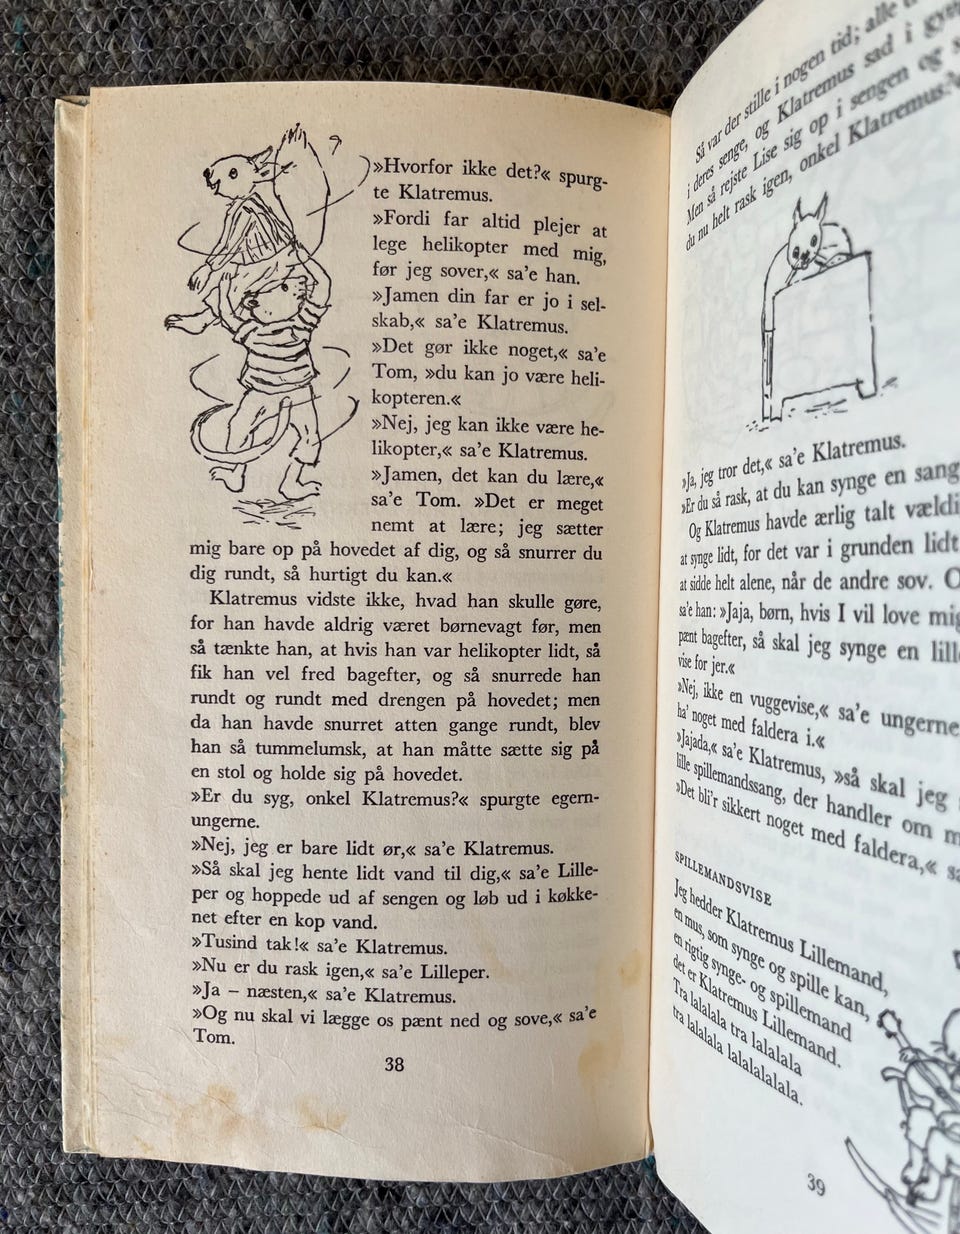 »Hvorfor ikke det?« spurg-
te Klatremus.
»Fordi far altid plejer at
lege helikopter med mig,
før jeg sover,« sa'e han.
»Jamen din far er jo i sel-
skab,« sa'e Klatremus.
»Det gør ikke noget,« sa'e
Tom, »du kan jo være heli-
kopteren.«
»Nej, jeg kan ikke være he-
likopter,« sa'e Klatremus.
»Jamen, det kan du lære,«
sa'e Tom. »Det er meget
nemt at lære; jeg sætter
mig bare op på hovedet af dig, og så snurrer du
dig rundt, så hurtigt du kan.«
Klatremus vidste ikke, hvad han skulle gøre,
for han havde aldrig været børnevagt før, men
så tænkte han, at hvis han var helikopter lidt, så
fik han vel fred bagefter, og så snurrede han
rundt og rundt med drengen på hovedet; men
da han havde snurret atten gange rundt, blev
han så tummelumsk, at han måtte sætte sig på
en stol og holde sig på hovedet.
»Er du syg, onkel Klatremus?« spurgte egern-
ungerne.
»Nej, jeg er bare lidt ør,« sa'e Klatremus.
»Så skal jeg hente lidt vand til dig,« sa'e Lille-
per og hoppede ud af sengen og løb ud i køkke-
net efter en kop vand.
»Tusind tak!« sa'e Klatremus.
»Nu er du rask igen,« sa'e Lilleper.
»Ja – næsten,« sa'e Klatremus.
»Og nu skal vi lægge os pænt ned og sove,« sa'e
Tom.
38
Så var der stille i nogen tid; alle
i deres senge, og Klatremus sad i
Men så rejste Lise sig op i sengen og
du nu helt rask igen, onkel Klatremus?«
»Ja, jeg tror det,« sa'e Klatremus.
»Er du så rask, at du kan synge en sang
Og Klatremus havde ærlig talt
at synge lidt, for det var i grunden lidt
at sidde helt alene, når de andre sov.
sa'e han: »Jaja, børn, hvis I vil love
pænt bagefter, så skal jeg synge en
vise for jer.«
»Nej, ikke en vuggevise,« sa'e ungerne
ha' noget med faldera i.«
»Jajada,« sa'e Klatremus, »så skal jeg
lille spillemandssang, der handler om
»Det bli'r sikkert noget med faldera,«
SPILLEMANDSVISE
Jeg hedder Klatremus Lillemand,
en mus, som synge og spille kan,
en rigtig synge- og spillemand
det er Klatremus Lillemand.
Tra lalalala tra lalalala
tra lalalala lalalalalala.
39